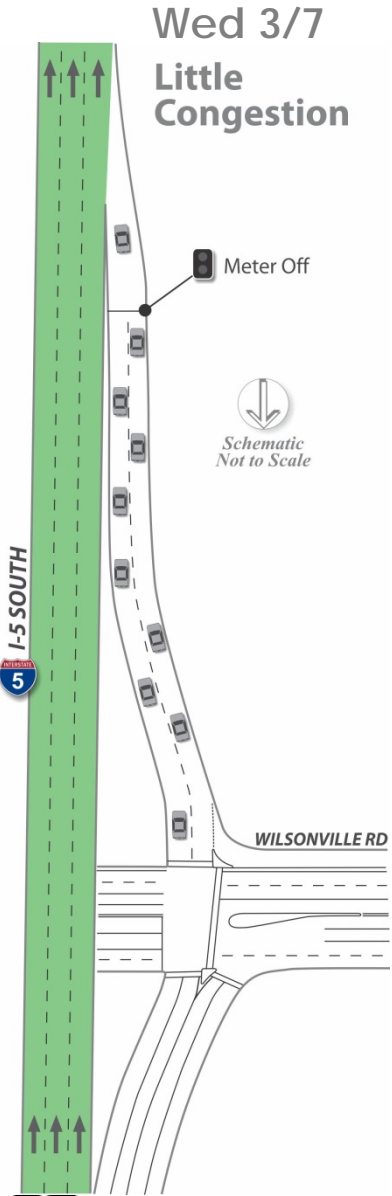 Wed 3/7
Little
Congestion
Meter Off
Schematic
Not to Scale
I-5 SOUTH
INTERSTATE
5
WILSONVILLE RD